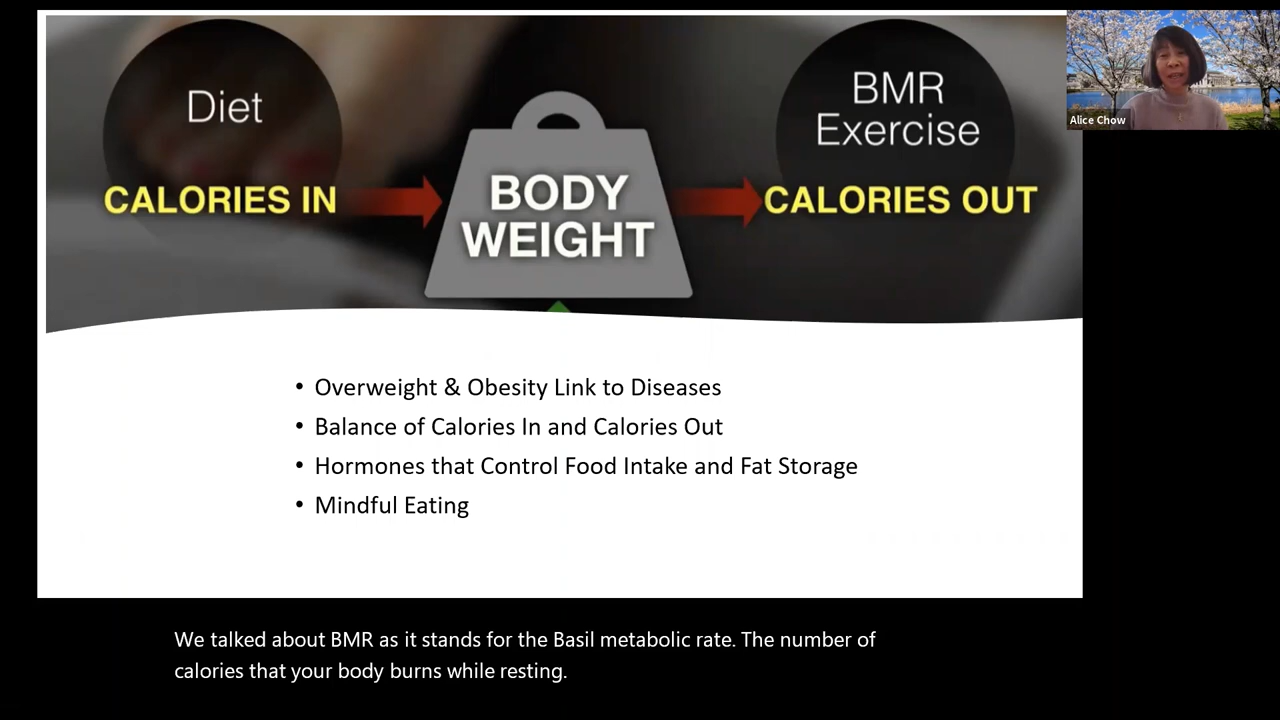 Diet
CALORIES IN
BODY
WEIGHT
BMR
Exercise
CALORIES OUT
Alice Chow
• Overweight & Obesity Link to Diseases
• Balance of Calories In and Calories Out
• Hormones that Control Food Intake and Fat Storage
• Mindful Eating
We talked about BMR as it stands for the Basil metabolic rate. The number of
calories that your body burns while resting.